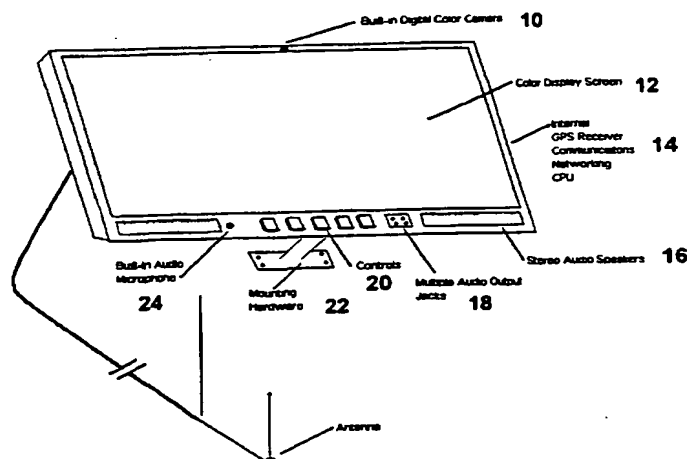 Built-in Digital Color Camera 10
Color Display Screen 12
Internal
GPS Receiver
Communications
Networking
CPU
14
Stereo Audio Speakers 16
Multiple Audio Output
Jacks 18
Controls
20
Mounting
Hardware 22
Built-in Audio
Microphone
24
Antenna